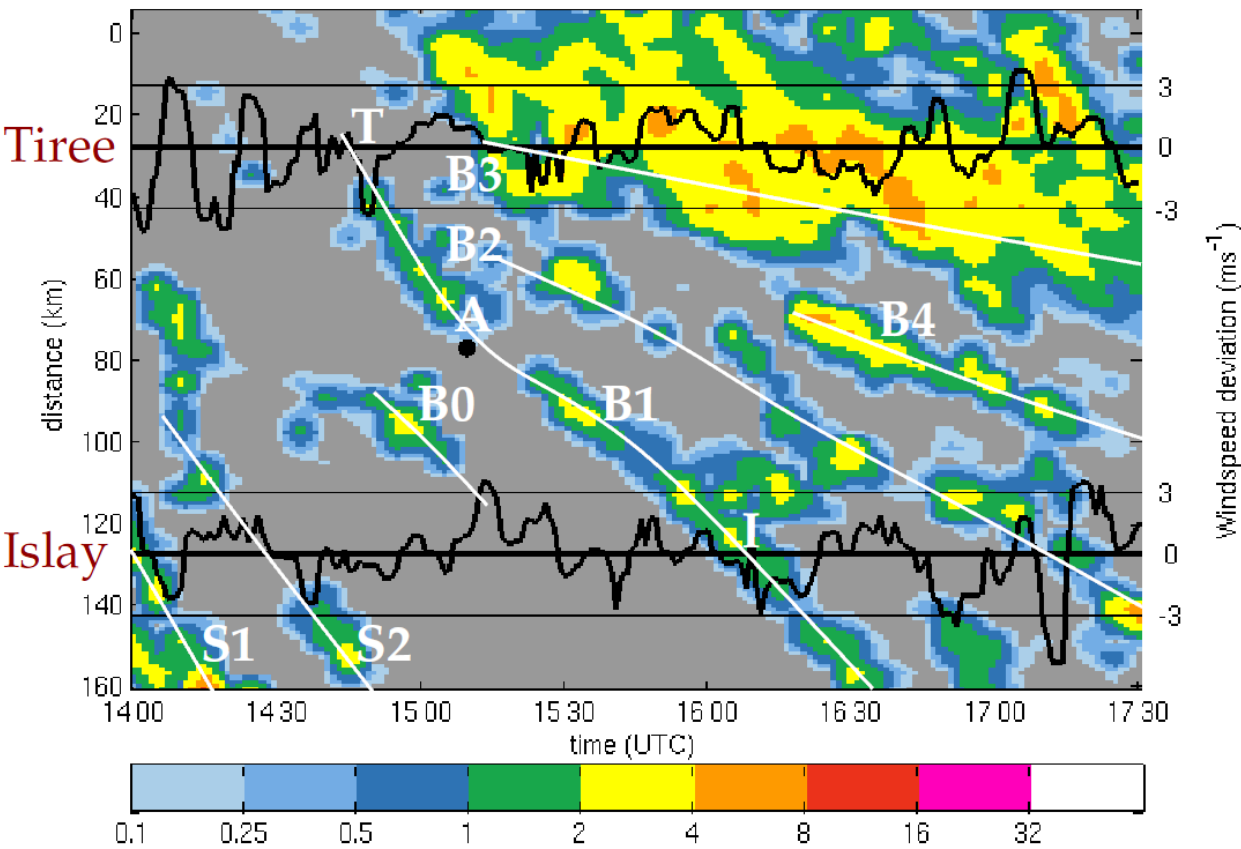 0
20
40
60
80
100
120
140
160
distance (km)
Tiree
Islay
T
B3
B2
A
B4
B0
B1
I
S1
S2
3
0
-3
3
0
-3
Windspeed deviation (ms⁻¹)
14 00
14 30
15 00
15 30
16 00
16 30
17 00
17 30
time (UTC)
0.1
0.25
0.5
1
2
4
8
16
32